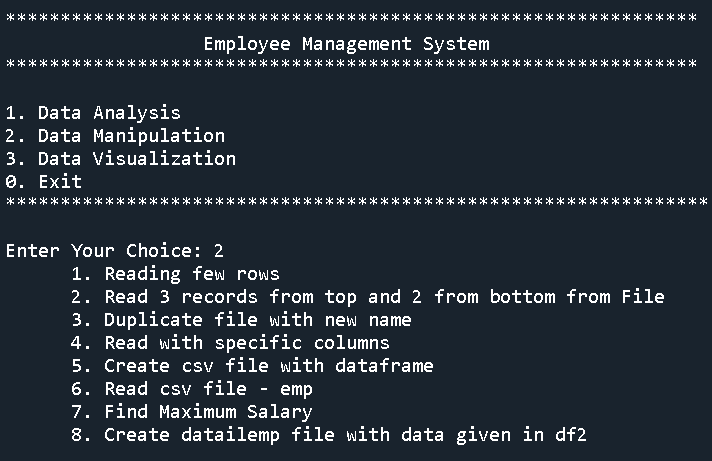 ***************************************************************
Employee Management System
***************************************************************
1. Data Analysis
2. Data Manipulation
3. Data Visualization
0. Exit
****************************************************************
Enter Your Choice: 2
1. Reading few rows
2. Read 3 records from top and 2 from bottom from File
3. Duplicate file with new name
4. Read with specific columns
5. Create csv file with dataframe
6. Read csv file - emp
7. Find Maximum Salary
8. Create datailemp file with data given in df2